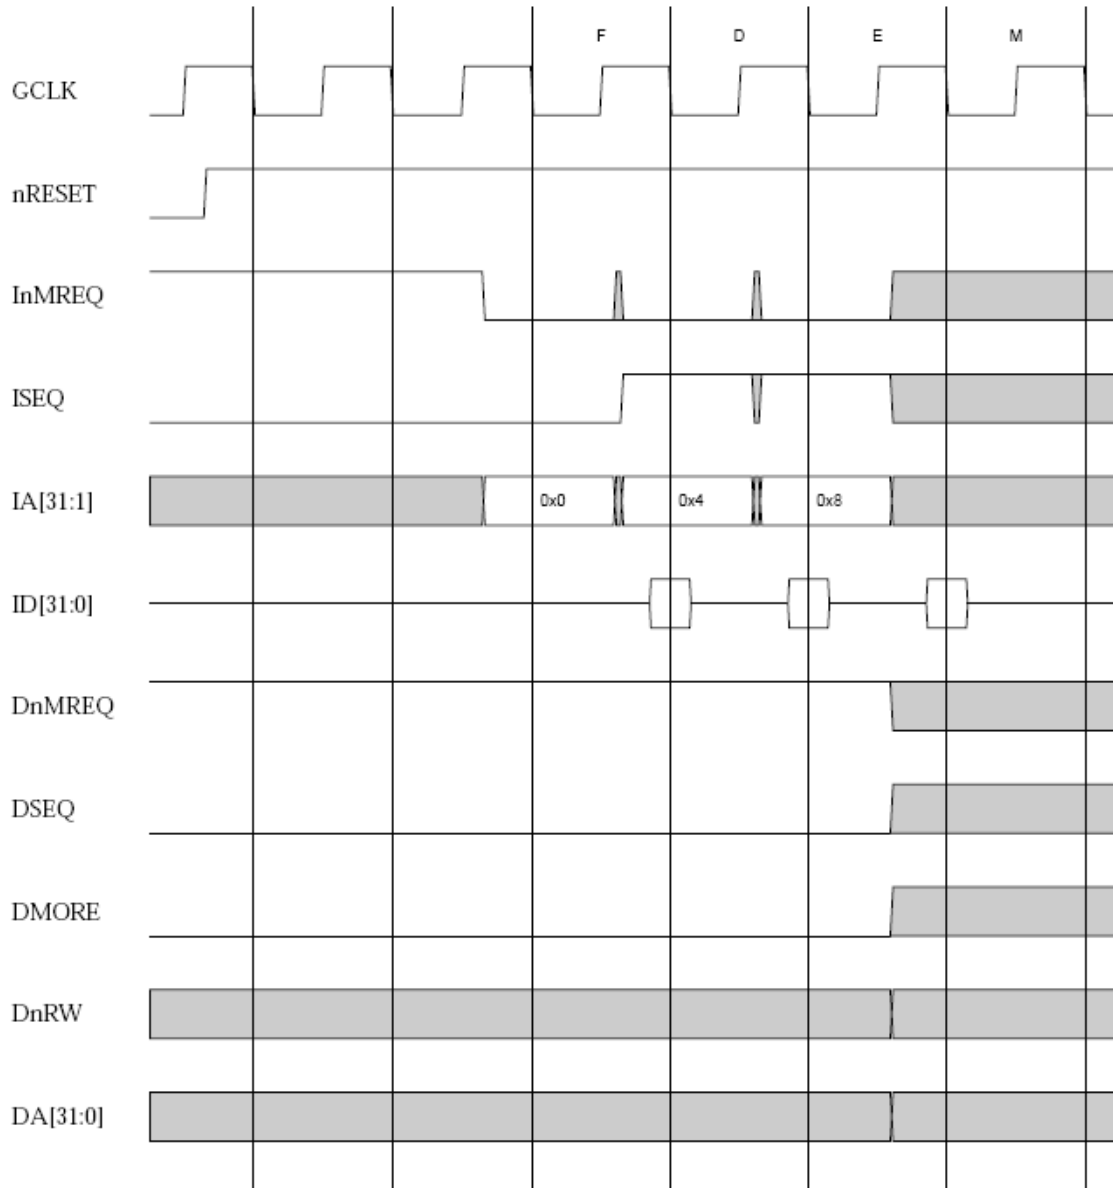 F D E M
GCLK
nRESET
InMREQ
ISEQ
IA[31:1] 0x0 0x4 0x8
ID[31:0]
DnMREQ
DSEQ
DMORE
DnRW
DA[31:0]